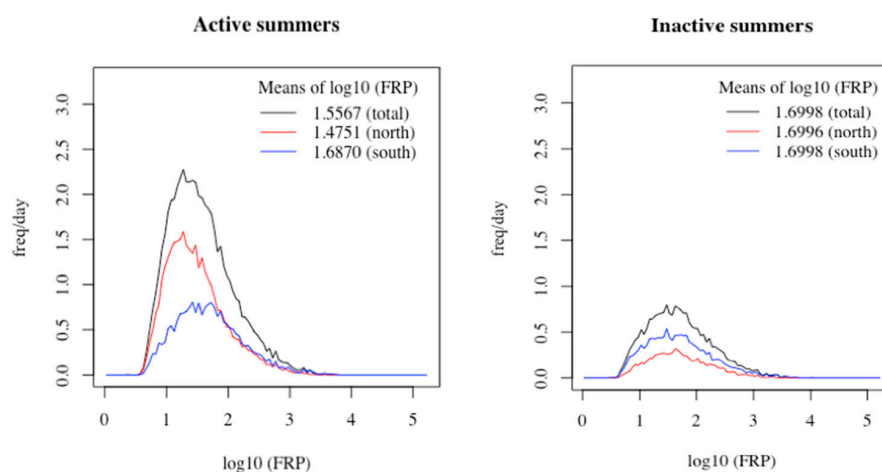 Active summers
Means of log10 (FRP)
1.5567 (total)
1.4751 (north)
1.6870 (south)
freq/day
3.0
2.5
2.0
1.5
1.0
0.5
0.0
0 1 2 3 4 5
log10 (FRP)
Inactive summers
Means of log10 (FRP)
1.6998 (total)
1.6996 (north)
1.6998 (south)
freq/day
3.0
2.5
2.0
1.5
1.0
0.5
0.0
0 1 2 3 4 5
log10 (FRP)